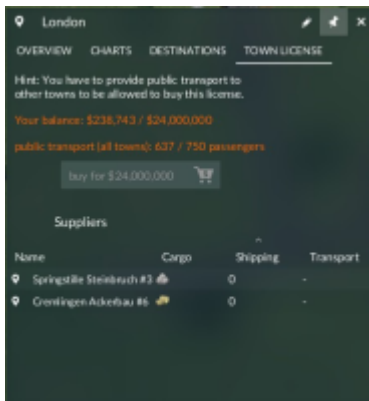 London
OVERVIEW CHARTS DESTINATIONS TOWN LICENSE
Hint: You have to provide public transport to
other towns to be allowed to buy this license.
Your balance: $238,743 / $24,000,000
public transport (all towns): 637 / 750 passengers
buy for $24,000,000
Suppliers
Name Cargo Shipping Transport
Springstille Steinbruch #3 0 -
Gremlingen Ackerbau #6 0 -